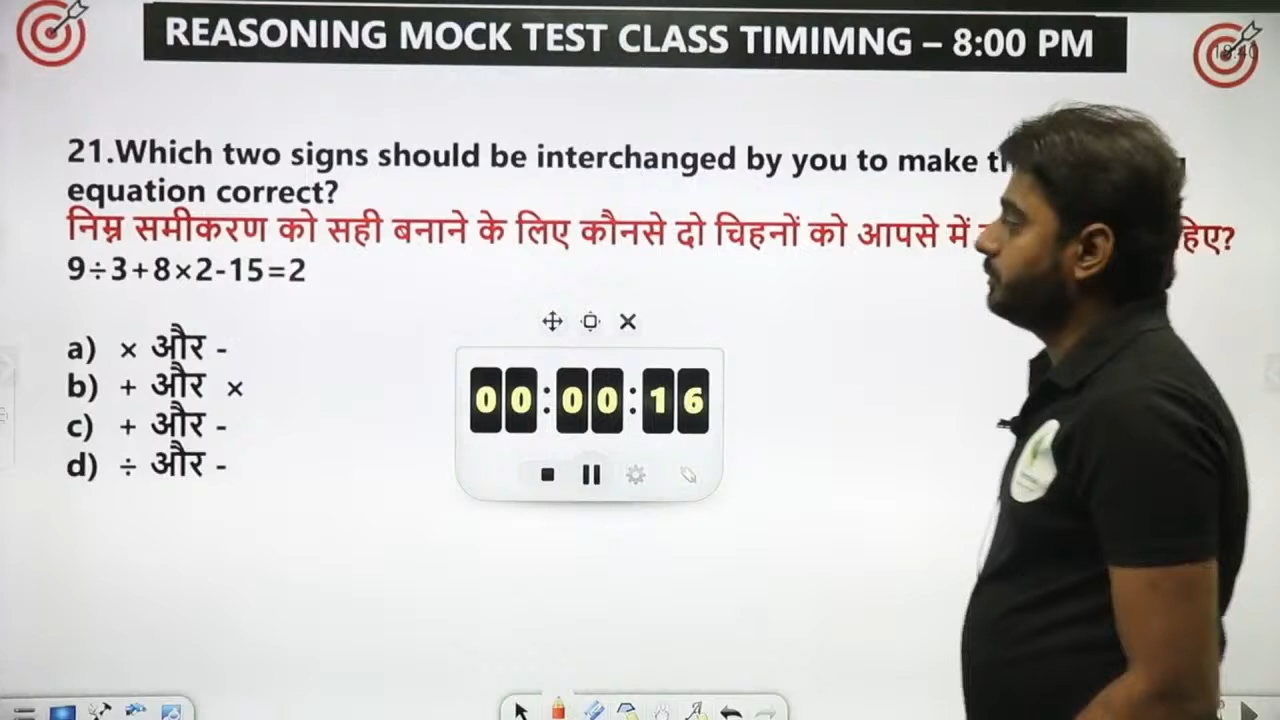 REASONING MOCK TEST CLASS TIMIMNG – 8:00 PM
21.Which two signs should be interchanged by you to make
equation correct?
निम्न समीकरण को सही बनाने के लिए कौनसे दो चिहनों को आपसे में
9÷3+8×2-15=2
a) × और -
b) + और ×
c) + और -
d) ÷ और -
00:00:16